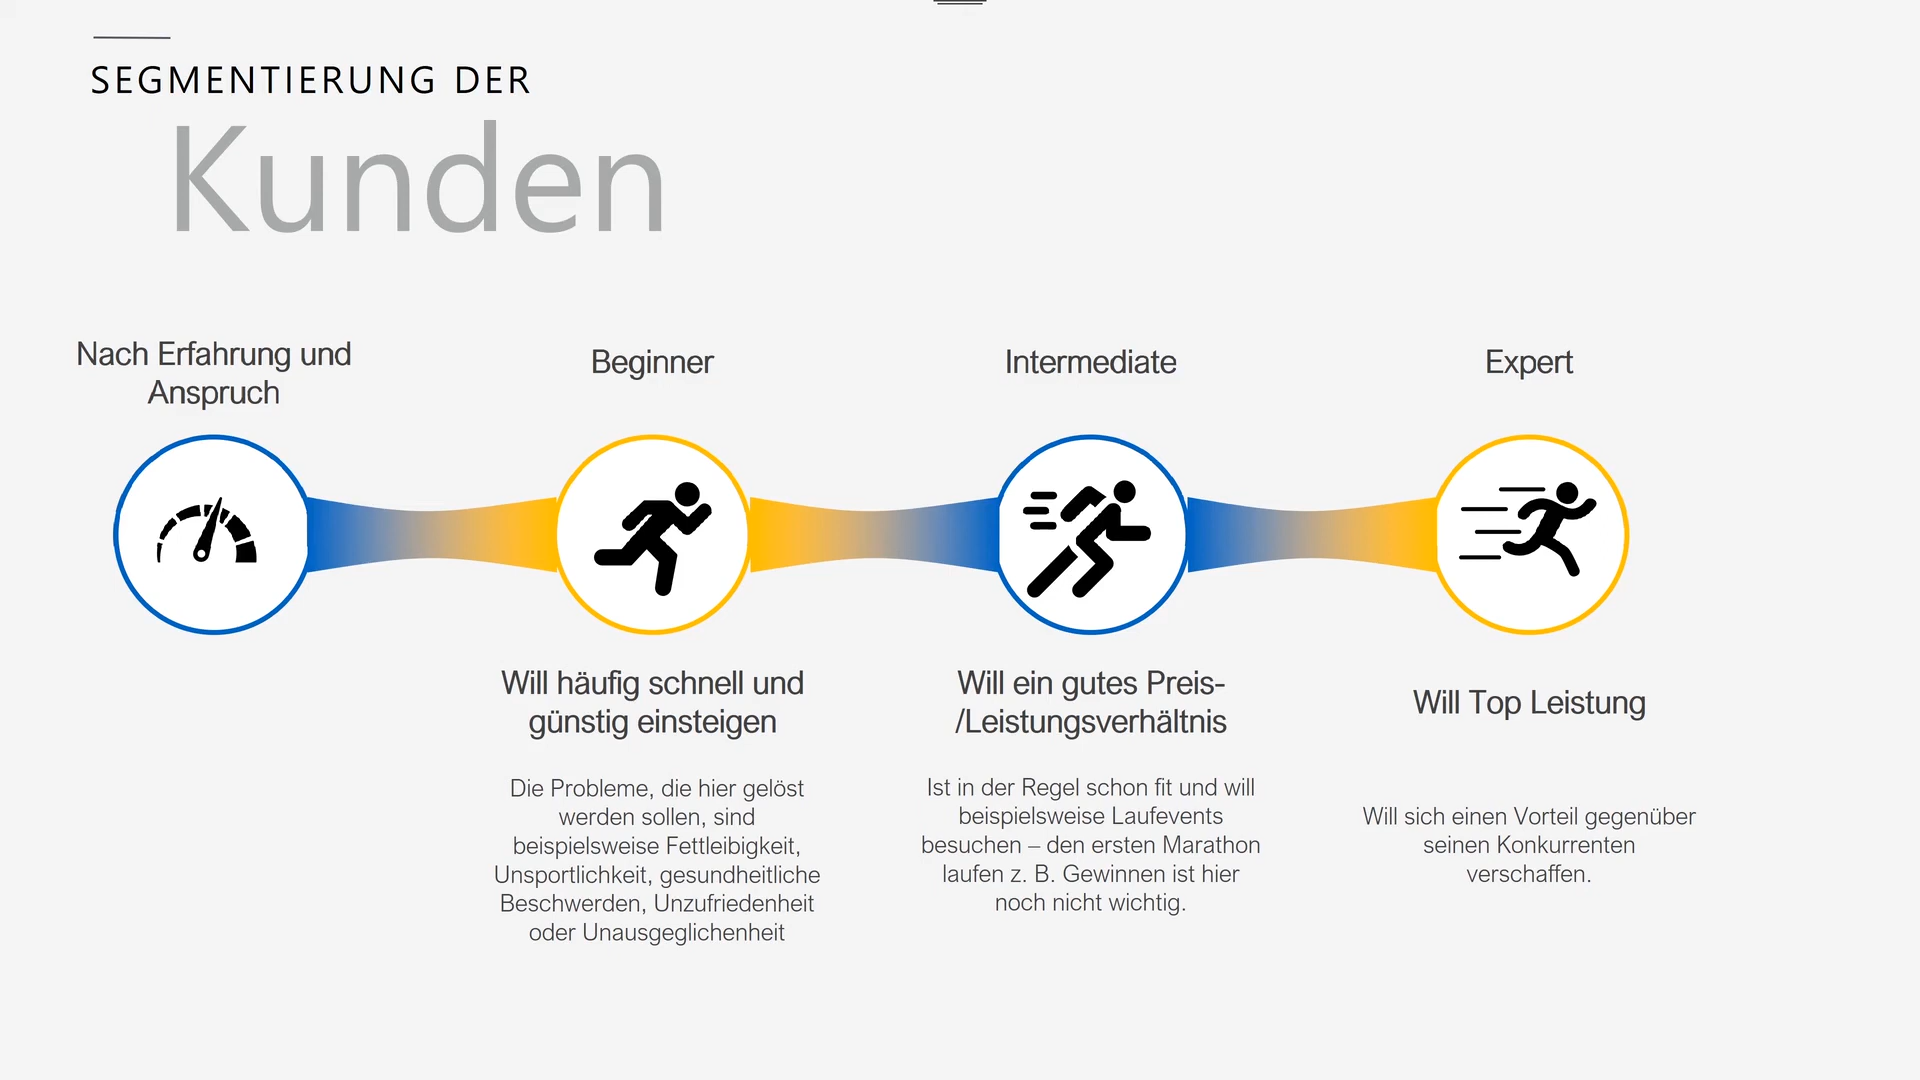 SEGMENTIERUNG DER
Kunden
Nach Erfahrung und
Anspruch
Beginner
Intermediate
Expert
Will häufig schnell und
günstig einsteigen
Will ein gutes Preis-
/Leistungsverhältnis
Will Top Leistung
Die Probleme, die hier gelöst
werden sollen, sind
beispielsweise Fettleibigkeit,
Unsportlichkeit, gesundheitliche
Beschwerden, Unzufriedenheit
oder Unausgeglichenheit
Ist in der Regel schon fit und will
beispielsweise Laufevents
besuchen – den ersten Marathon
laufen z. B. Gewinnen ist hier
noch nicht wichtig.
Will sich einen Vorteil gegenüber
seinen Konkurrenten
verschaffen.